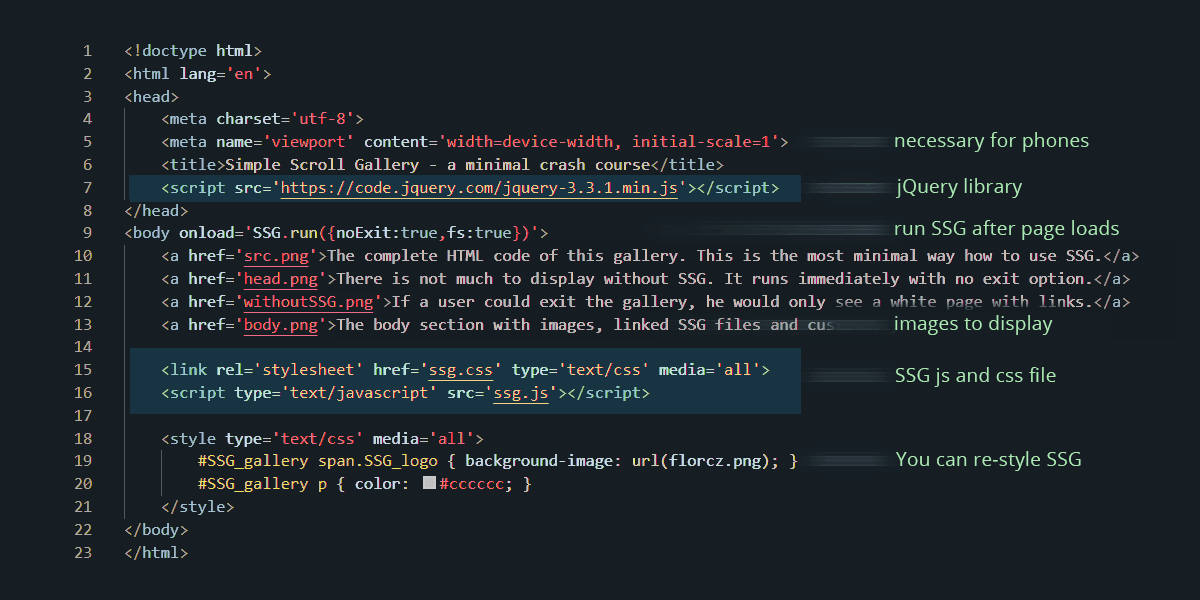 1 <!doctype html>
2 <html lang='en'>
3 <head>
4 <meta charset='utf-8'>
5 <meta name='viewport' content='width=device-width, initial-scale=1'> necessary for phones
6 <title>Simple Scroll Gallery - a minimal crash course</title>
7 <script src='https://code.jquery.com/jquery-3.3.1.min.js'></script> jQuery library
8 </head>
9 <body onload='SSG.run({noExit:true,fs:true})'> run SSG after page loads
10 <a href='src.png'>The complete HTML code of this gallery. This is the most minimal way how to use SSG.</a>
11 <a href='head.png'>There is not much to display without SSG. It runs immediately with no exit option.</a>
12 <a href='withoutSSG.png'>If a user could exit the gallery, he would only see a white page with links.</a>
13 <a href='body.png'>The body section with images, linked SSG files and cus images to display
14
15 <link rel='stylesheet' href='ssg.css' type='text/css' media='all'> SSG js and css file
16 <script type='text/javascript' src='ssg.js'></script>
17
18 <style type='text/css' media='all'>
19 #SSG_gallery span.SSG_logo { background-image: url(florcz.png); } You can re-style SSG
20 #SSG_gallery p { color: #cccccc; }
21 </style>
22 </body>
23 </html>